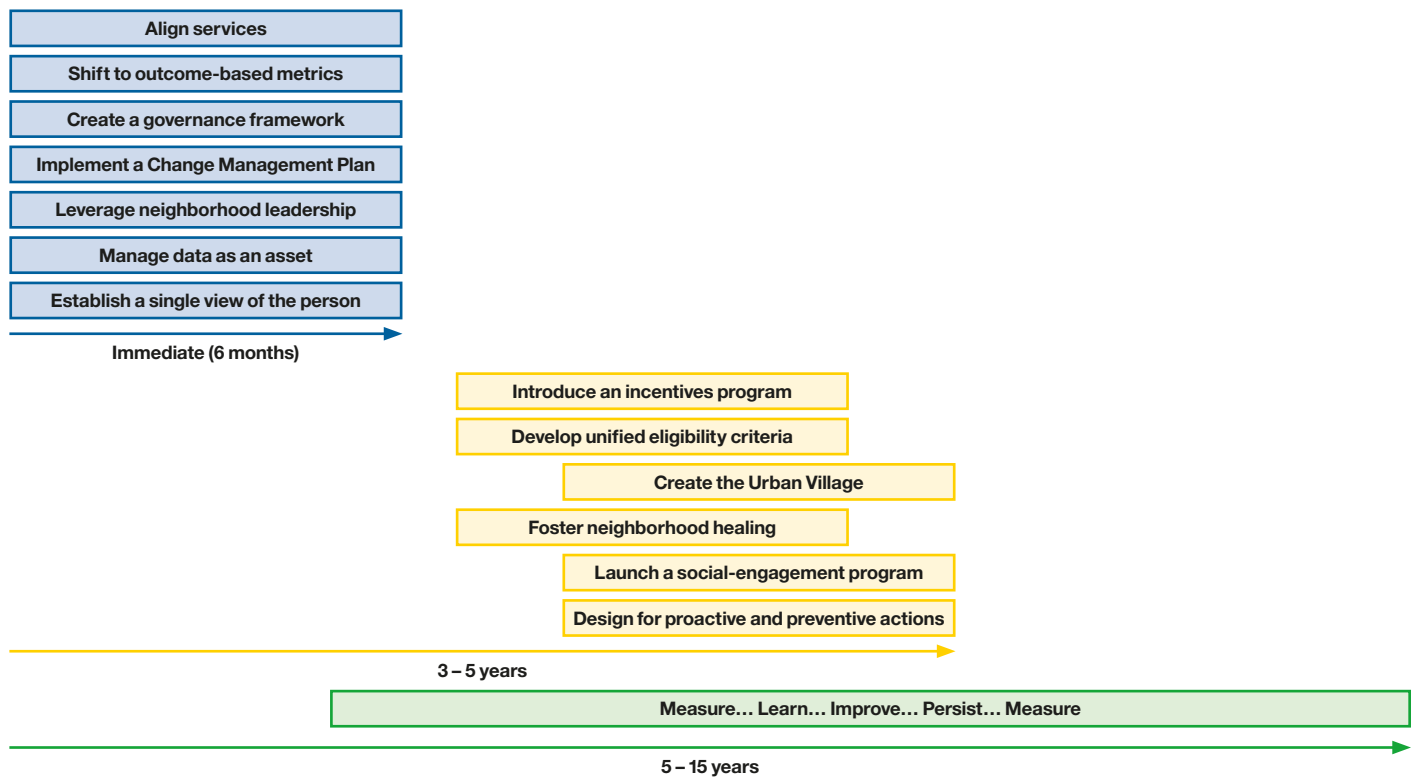 Align services
Shift to outcome-based metrics
Create a governance framework
Implement a Change Management Plan
Leverage neighborhood leadership
Manage data as an asset
Establish a single view of the person
Immediate (6 months)
Introduce an incentives program
Develop unified eligibility criteria
Create the Urban Village
Foster neighborhood healing
Launch a social-engagement program
Design for proactive and preventive actions
3 – 5 years
Measure… Learn… Improve… Persist… Measure
5 – 15 years